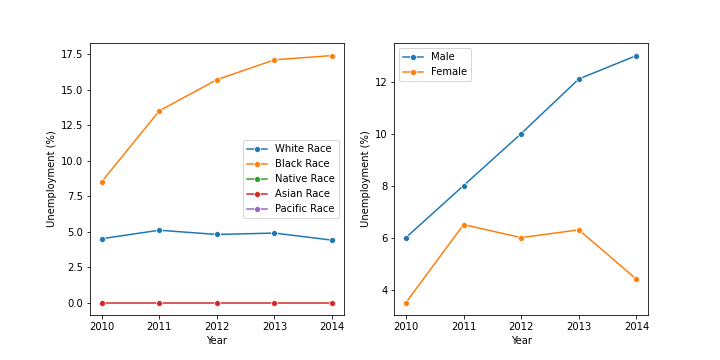 17.5
15.0
12.5
10.0
7.5
5.0
2.5
0.0
Unemployment (%)
White Race
Black Race
Native Race
Asian Race
Pacific Race
2010 2011 2012 2013 2014
Year
Male
Female
12
10
8
6
4
Unemployment (%)
2010 2011 2012 2013 2014
Year